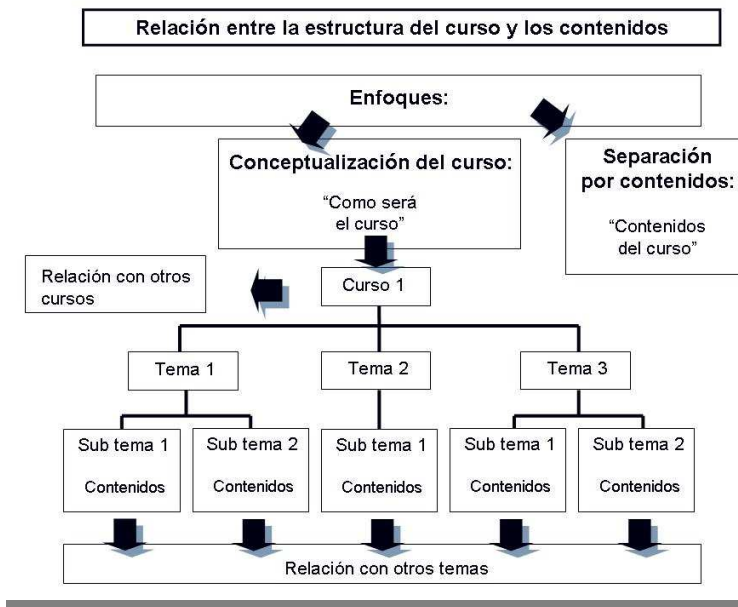 Relación entre la estructura del curso y los contenidos
Enfoques:
Conceptualización del curso:
“Como será
el curso”
Separación
por contenidos:
“Contenidos
del curso”
Relación con otros
cursos
Curso 1
Tema 1
Tema 2
Tema 3
Sub tema 1
Contenidos
Sub tema 2
Contenidos
Sub tema 1
Contenidos
Sub tema 1
Contenidos
Sub tema 2
Contenidos
Relación con otros temas